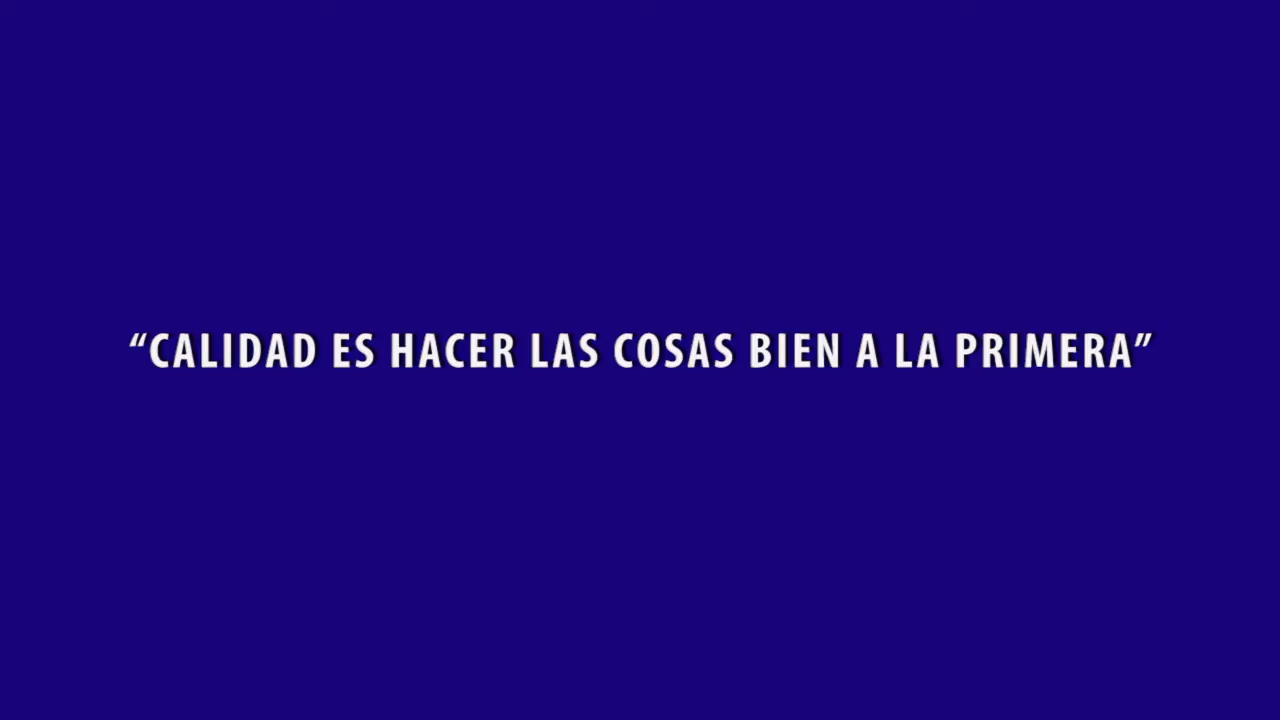 “CALIDAD ES HACER LAS COSAS BIEN A LA PRIMERA”